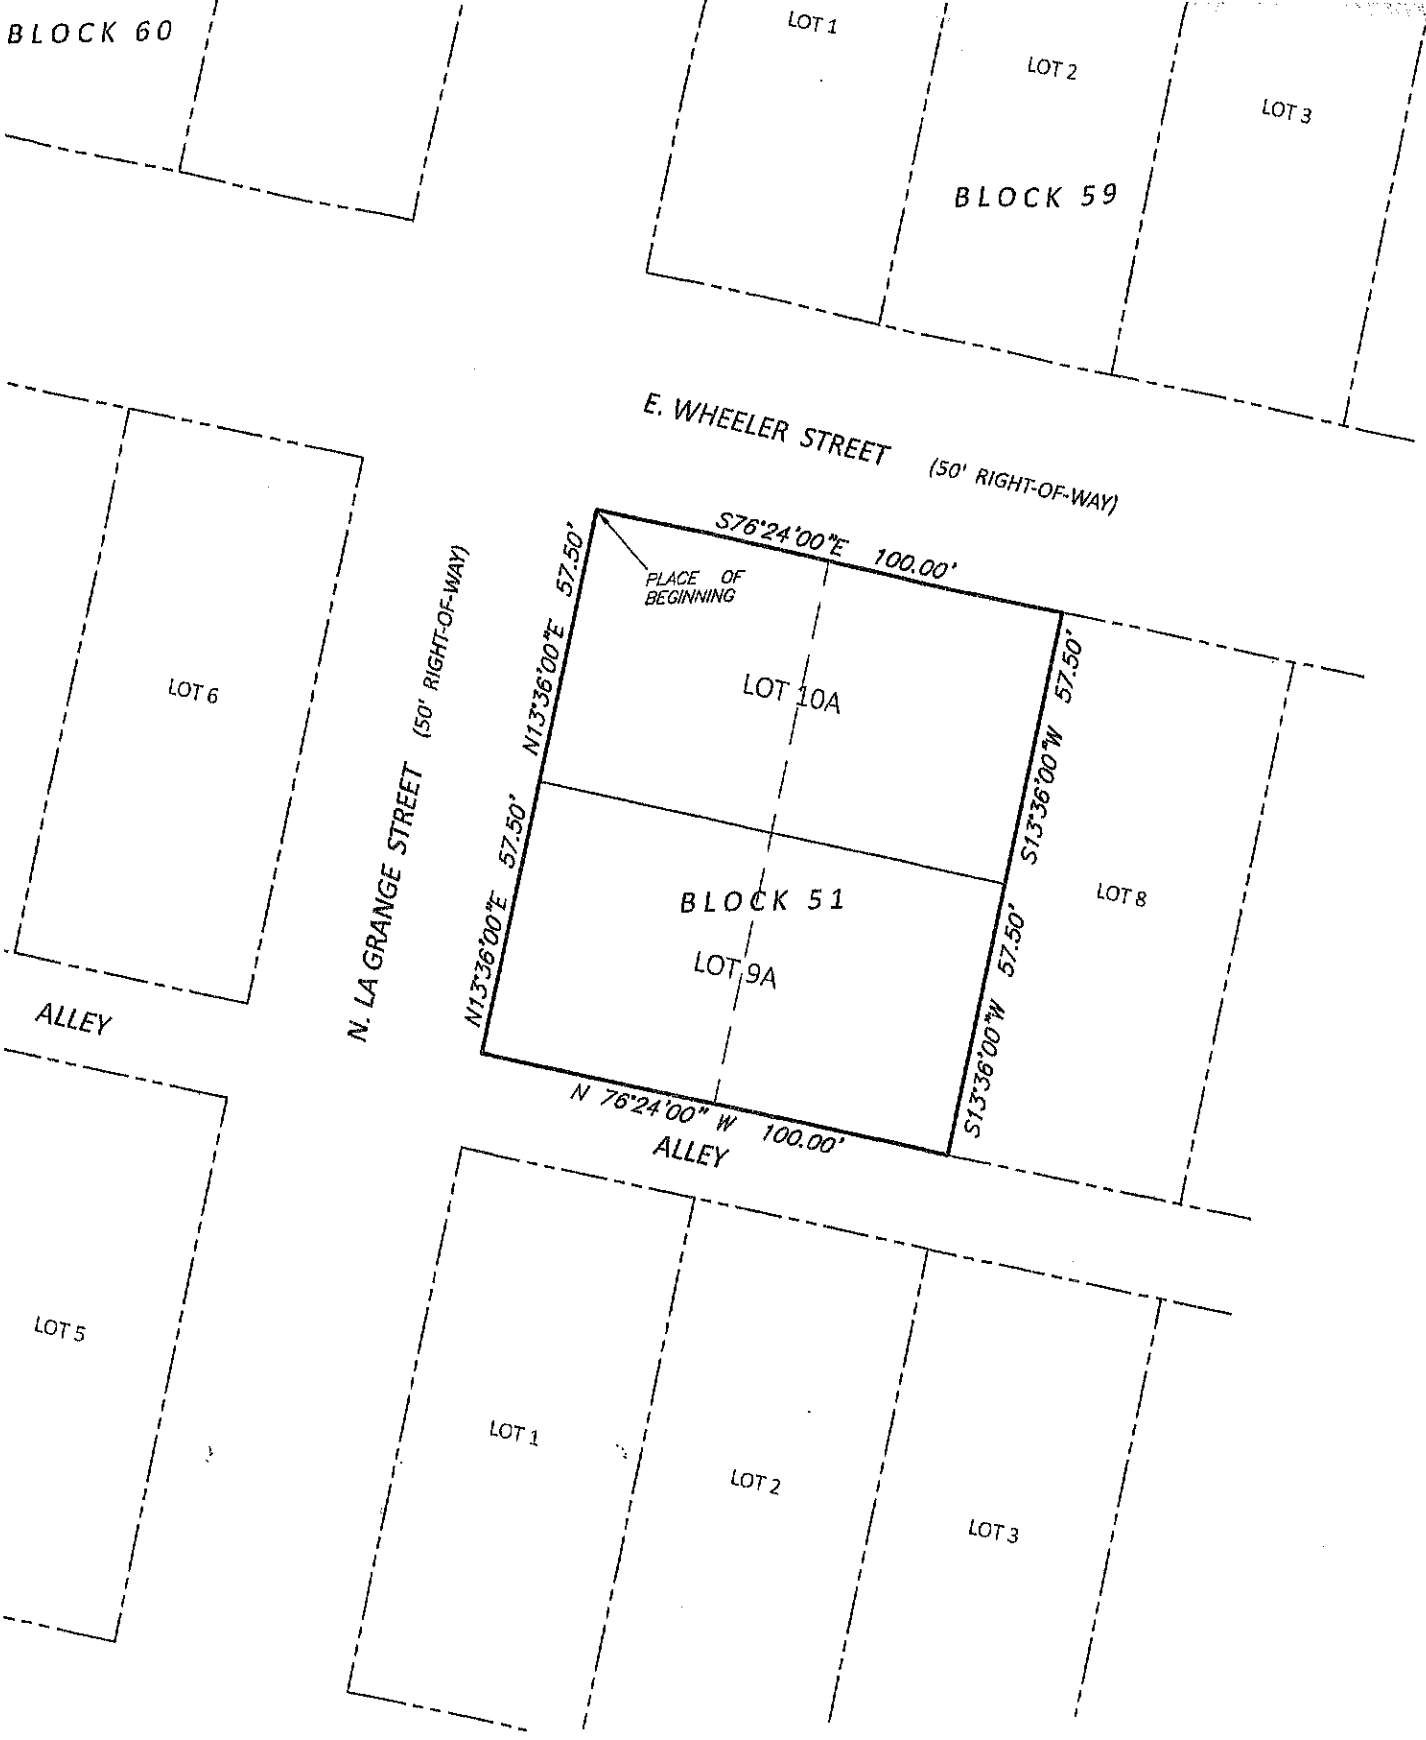 BLOCK 60
LOT 1
LOT 2
LOT 3
BLOCK 59
E. WHEELER STREET (50' RIGHT-OF-WAY)
S76°24'00"E 100.00'
PLACE OF
BEGINNING
N13°36'00"E 57.50'
S13°36'00"W 57.50'
LOT 10A
LOT 6
N. LA GRANGE STREET (50' RIGHT-OF-WAY)
N13°36'00"E 57.50'
BLOCK 51
LOT 9A
S13°36'00"W 57.50'
LOT 8
ALLEY
N 76°24'00" W 100.00'
ALLEY
LOT 5
LOT 1
LOT 2
LOT 3